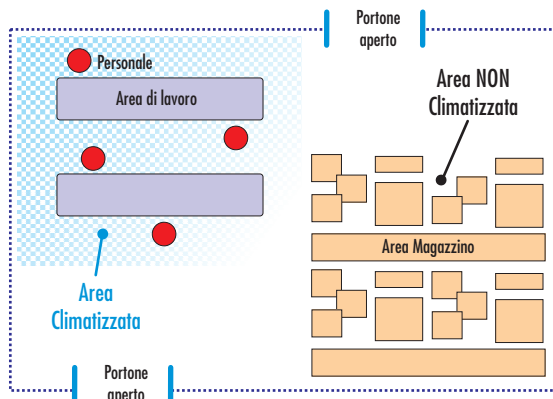 Portone
aperto
Personale
Area di lavoro
Area NON
Climatizzata
Area Magazzino
Area
Climatizzata
Portone
aperto